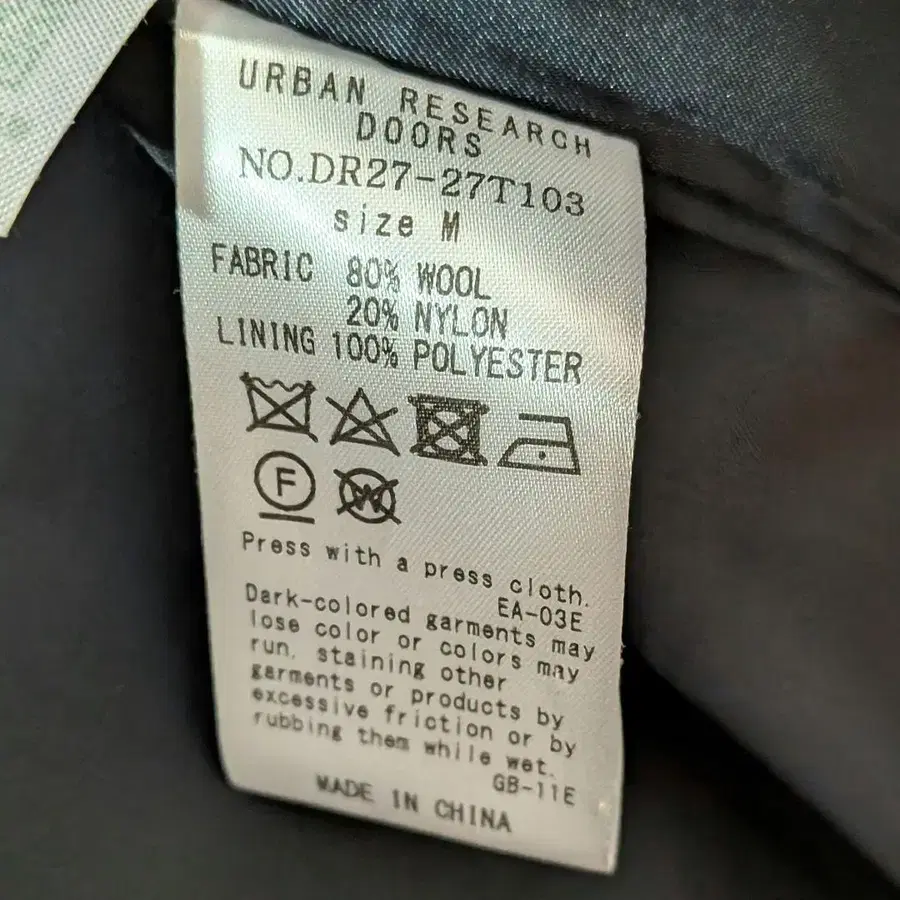 URBAN RESEARCH
DOORS
NO.DR27-27T103
size M
FABRIC 80% WOOL
20% NYLON
LINING 100% POLYESTER
F W
Press with a press cloth.
EA-03E
Dark-colored garments may
lose color or colors may
run, staining other
garments or products by
excessive friction or by
rubbing them while wet.
GB-11E
MADE IN CHINA